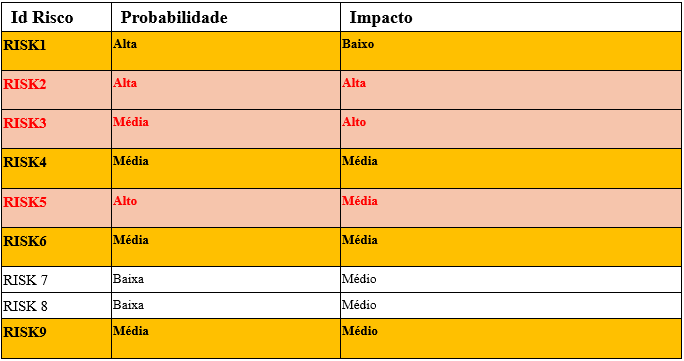 Id Risco Probabilidade Impacto
RISK1 Alta Baixo
RISK2 Alta Alta
RISK3 Média Alto
RISK4 Média Média
RISK5 Alto Média
RISK6 Média Média
RISK 7 Baixa Médio
RISK 8 Baixa Médio
RISK9 Média Médio